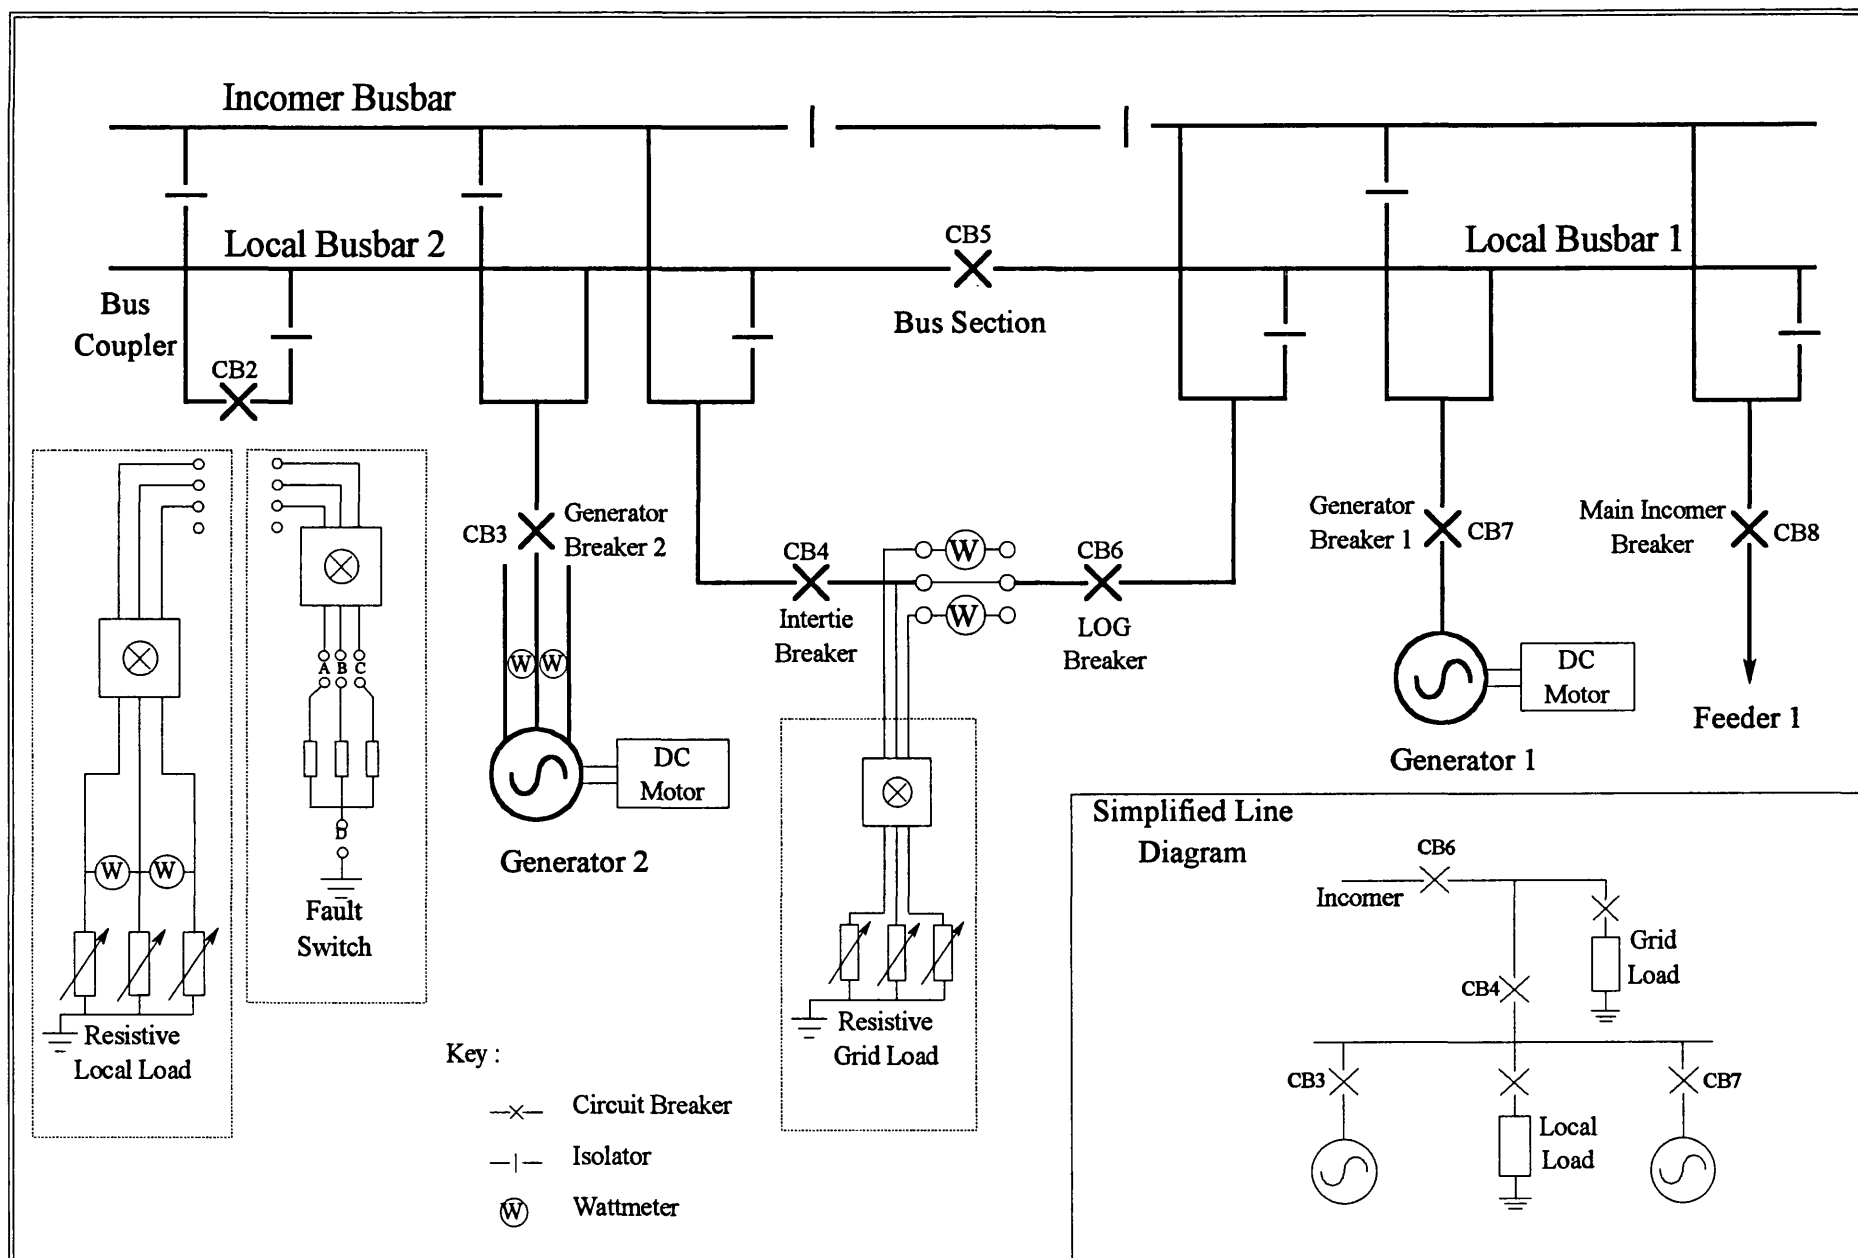 Incomer Busbar
Local Busbar 2
CB5
Local Busbar 1
Bus
Coupler
Bus Section
CB2
CB3
Generator
Breaker 2
CB4
Intertie
Breaker
W
W
CB6
LOG
Breaker
Generator
Breaker 1
CB7
Main Incomer
Breaker
CB8
A B C
W W
DC
Motor
Generator 1
Feeder 1
DC
Motor
Generator 2
D
W W
Fault
Switch
Resistive
Local Load
Resistive
Grid Load
Key :
Circuit Breaker
Isolator
W Wattmeter
Simplified Line
Diagram
CB6
Incomer
Grid
Load
CB4
CB3
CB7
Local
Load